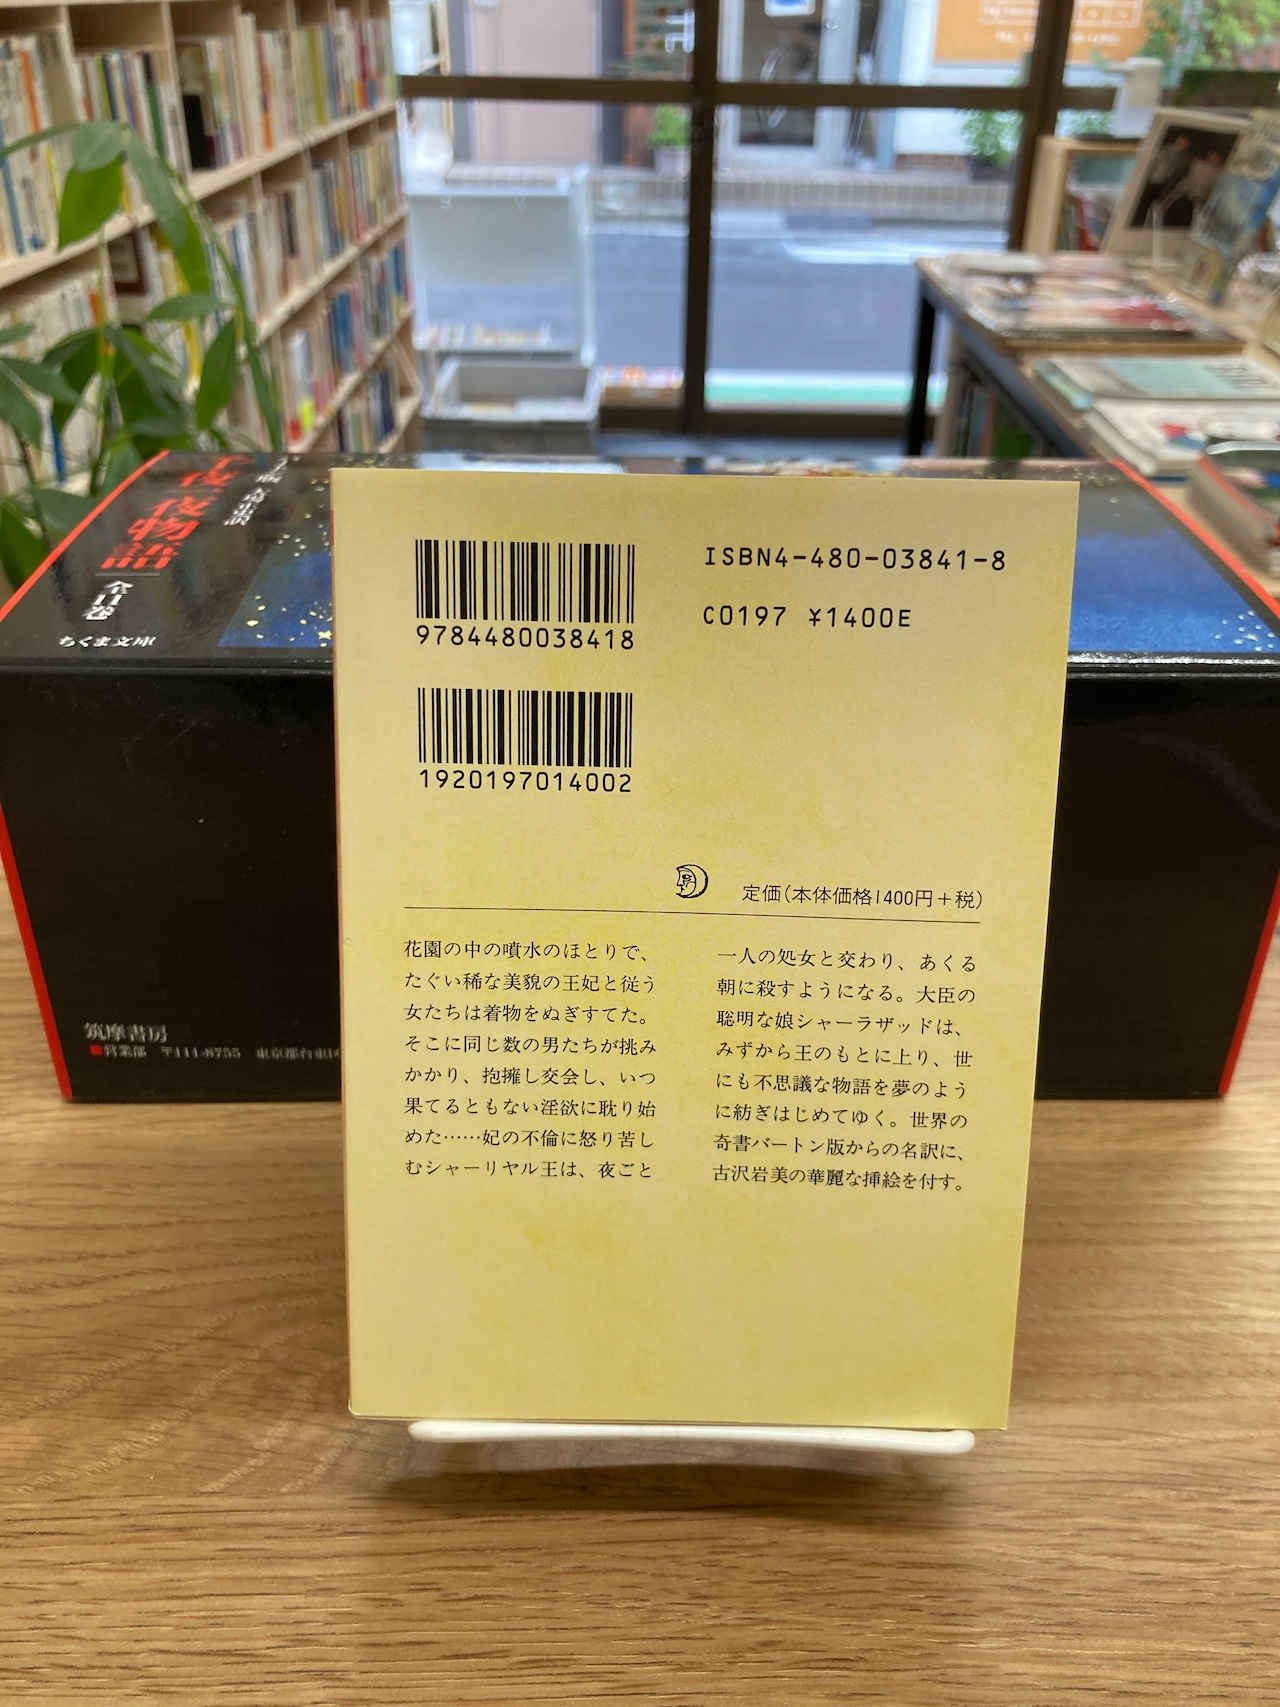 千夜一夜物語
全11巻
ちくま文庫
筑摩書房
■営業部 〒111-8755 東京都台東区
9784480038418
ISBN4-480-03841-8
C0197 ¥1400E
1920197014002
定価(本体価格1400円+税)
花園の中の噴水のほとりで、
たぐい稀な美貌の王妃と従う
女たちは着物をぬぎすてた。
そこに同じ数の男たちが挑み
かかり、抱擁し交会し、いつ
果てるともない淫欲に耽り始
めた……妃の不倫に怒り苦し
むシャーリヤル王は、夜ごと
一人の処女と交わり、あくる
朝に殺すようになる。大臣の
聡明な娘シャーラザッドは、
みずから王のもとに上り、世
にも不思議な物語を夢のよう
に紡ぎはじめてゆく。世界の
奇書バートン版からの名訳に、
古沢岩美の華麗な挿絵を付す。